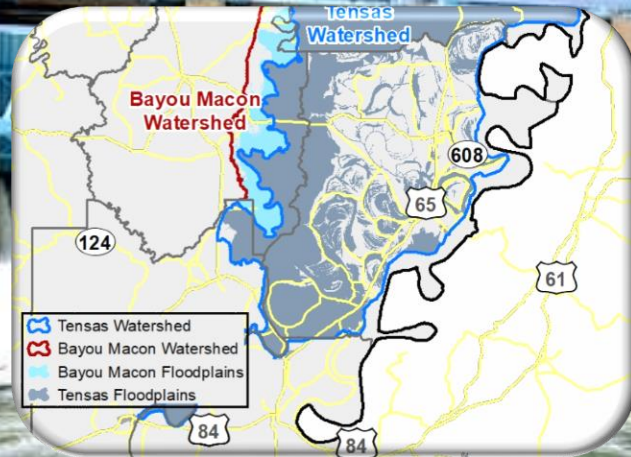 Tensas
Watershed
Bayou Macon
Watershed
608
65
124
61
Tensas Watershed
Bayou Macon Watershed
Bayou Macon Floodplains
Tensas Floodplains
84
84